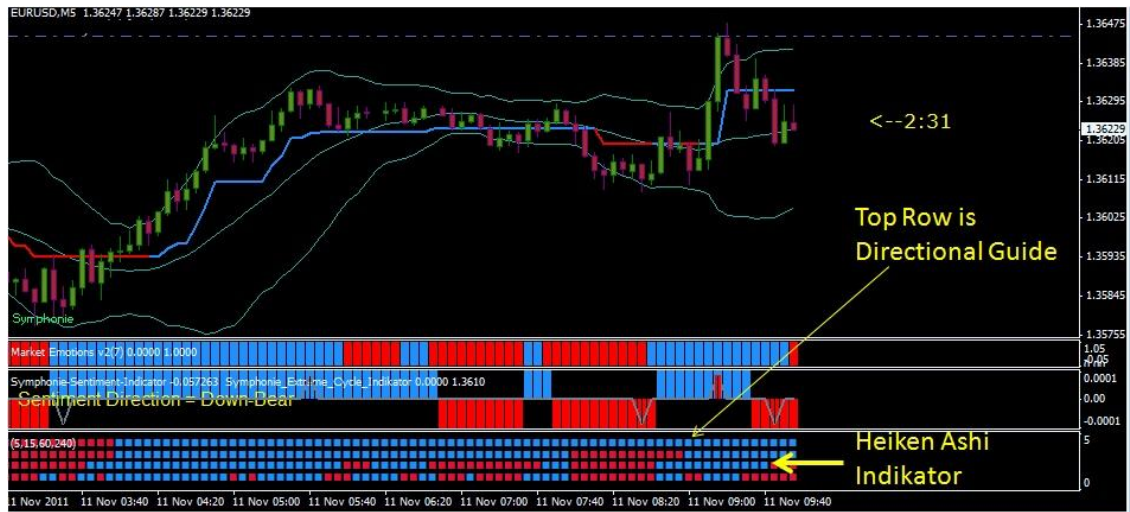 EURUSD,M5 1.36247 1.36287 1.36229 1.36229
1.36475
1.36385
1.36295
<--2:31
1.36229
1.36205
1.36115
Top Row is
Directional Guide
1.36025
1.35935
1.35845
Symphonie
1.35755
Market Emotions v2(7) 0.0000 1.0000
1.05
-0.05
Symphonie-Sentiment-Indicator -0.057263 Symphonie_Extreme_Cycle_Indikator 0.0000 1.3610
0.0001
Sentiment Direction = Down-Bear
0.00
-0.0001
(5,15,60,240)
5
Heiken Ashi
Indikator
0
11 Nov 2011 11 Nov 03:40 11 Nov 04:20 11 Nov 05:00 11 Nov 05:40 11 Nov 06:20 11 Nov 07:00 11 Nov 07:40 11 Nov 08:20 11 Nov 09:00 11 Nov 09:40